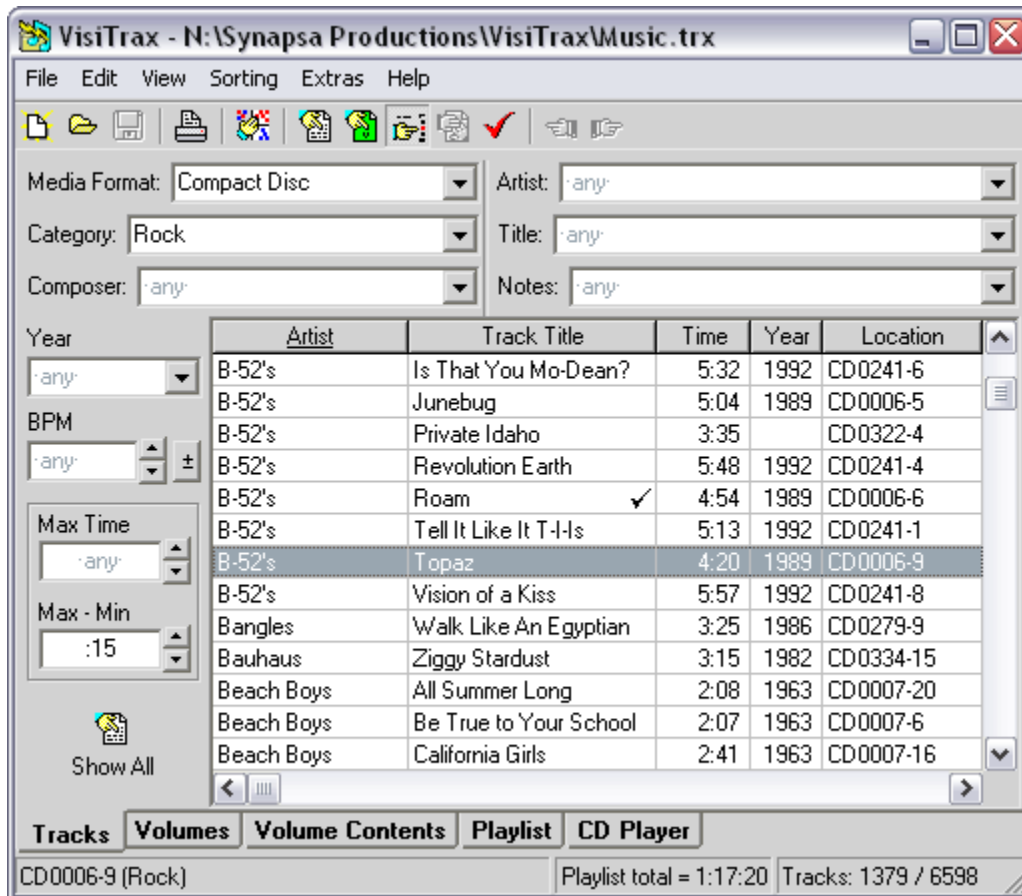 VisiTrax - N:\Synapsa Productions\VisiTrax\Music.trx
File Edit View Sorting Extras Help
Media Format: Compact Disc Artist: ·any·
Category: Rock Title: ·any·
Composer: ·any· Notes: ·any·
Year
·any·
BPM
·any· ±
Max Time
·any·
Max - Min
:15
Show All
Artist Track Title Time Year Location
B-52's Is That You Mo-Dean? 5:32 1992 CD0241-6
B-52's Junebug 5:04 1989 CD0006-5
B-52's Private Idaho 3:35 CD0322-4
B-52's Revolution Earth 5:48 1992 CD0241-4
B-52's Roam ✓ 4:54 1989 CD0006-6
B-52's Tell It Like It T-I-Is 5:13 1992 CD0241-1
B-52's Topaz 4:20 1989 CD0006-9
B-52's Vision of a Kiss 5:57 1992 CD0241-8
Bangles Walk Like An Egyptian 3:25 1986 CD0279-9
Bauhaus Ziggy Stardust 3:15 1982 CD0334-15
Beach Boys All Summer Long 2:08 1963 CD0007-20
Beach Boys Be True to Your School 2:07 1963 CD0007-6
Beach Boys California Girls 2:41 1963 CD0007-16
Tracks Volumes Volume Contents Playlist CD Player
CD0006-9 (Rock) Playlist total = 1:17:20 Tracks: 1379 / 6598